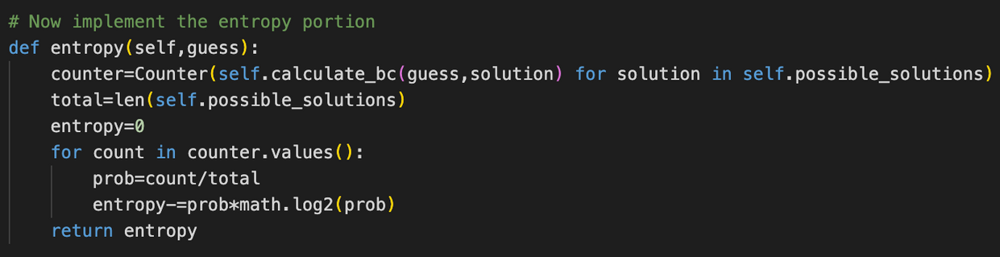 # Now implement the entropy portion
def entropy(self,guess):
    counter=Counter(self.calculate_bc(guess,solution) for solution in self.possible_solutions)
    total=len(self.possible_solutions)
    entropy=0
    for count in counter.values():
        prob=count/total
        entropy-=prob*math.log2(prob)
    return entropy